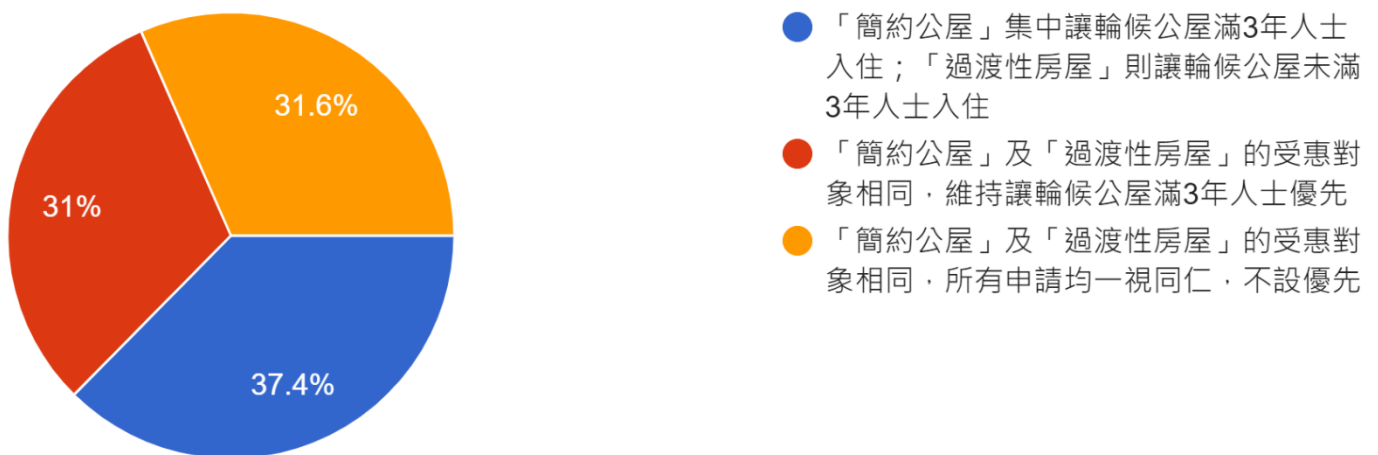 31.6%
31%
37.4%
「簡約公屋」集中讓輪候公屋滿3年人士
入住；「過渡性房屋」則讓輪候公屋未滿
3年人士入住
「簡約公屋」及「過渡性房屋」的受惠對
象相同，維持讓輪候公屋滿3年人士優先
「簡約公屋」及「過渡性房屋」的受惠對
象相同，所有申請均一視同仁，不設優先